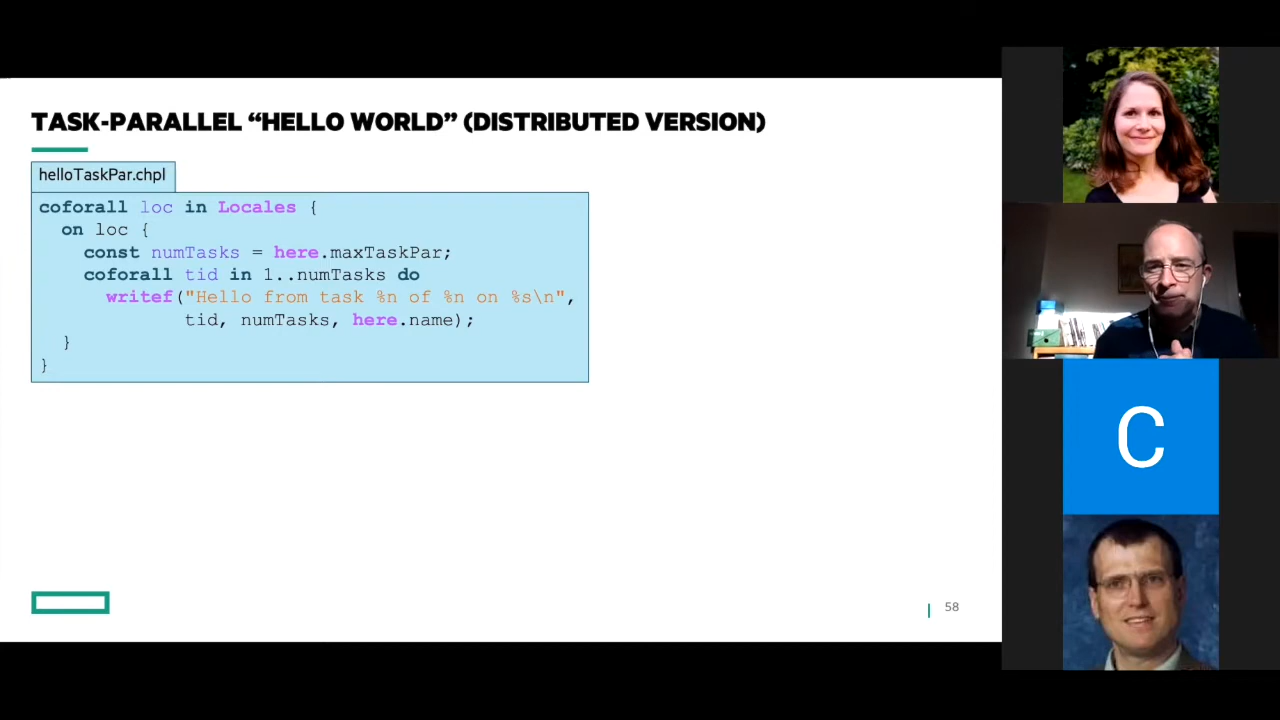 TASK-PARALLEL “HELLO WORLD” (DISTRIBUTED VERSION)
helloTaskPar.chpl
coforall loc in Locales {
on loc {
const numTasks = here.maxTaskPar;
coforall tid in 1..numTasks do
writef("Hello from task %n of %n on %s\n",
tid, numTasks, here.name);
}
}
58
C